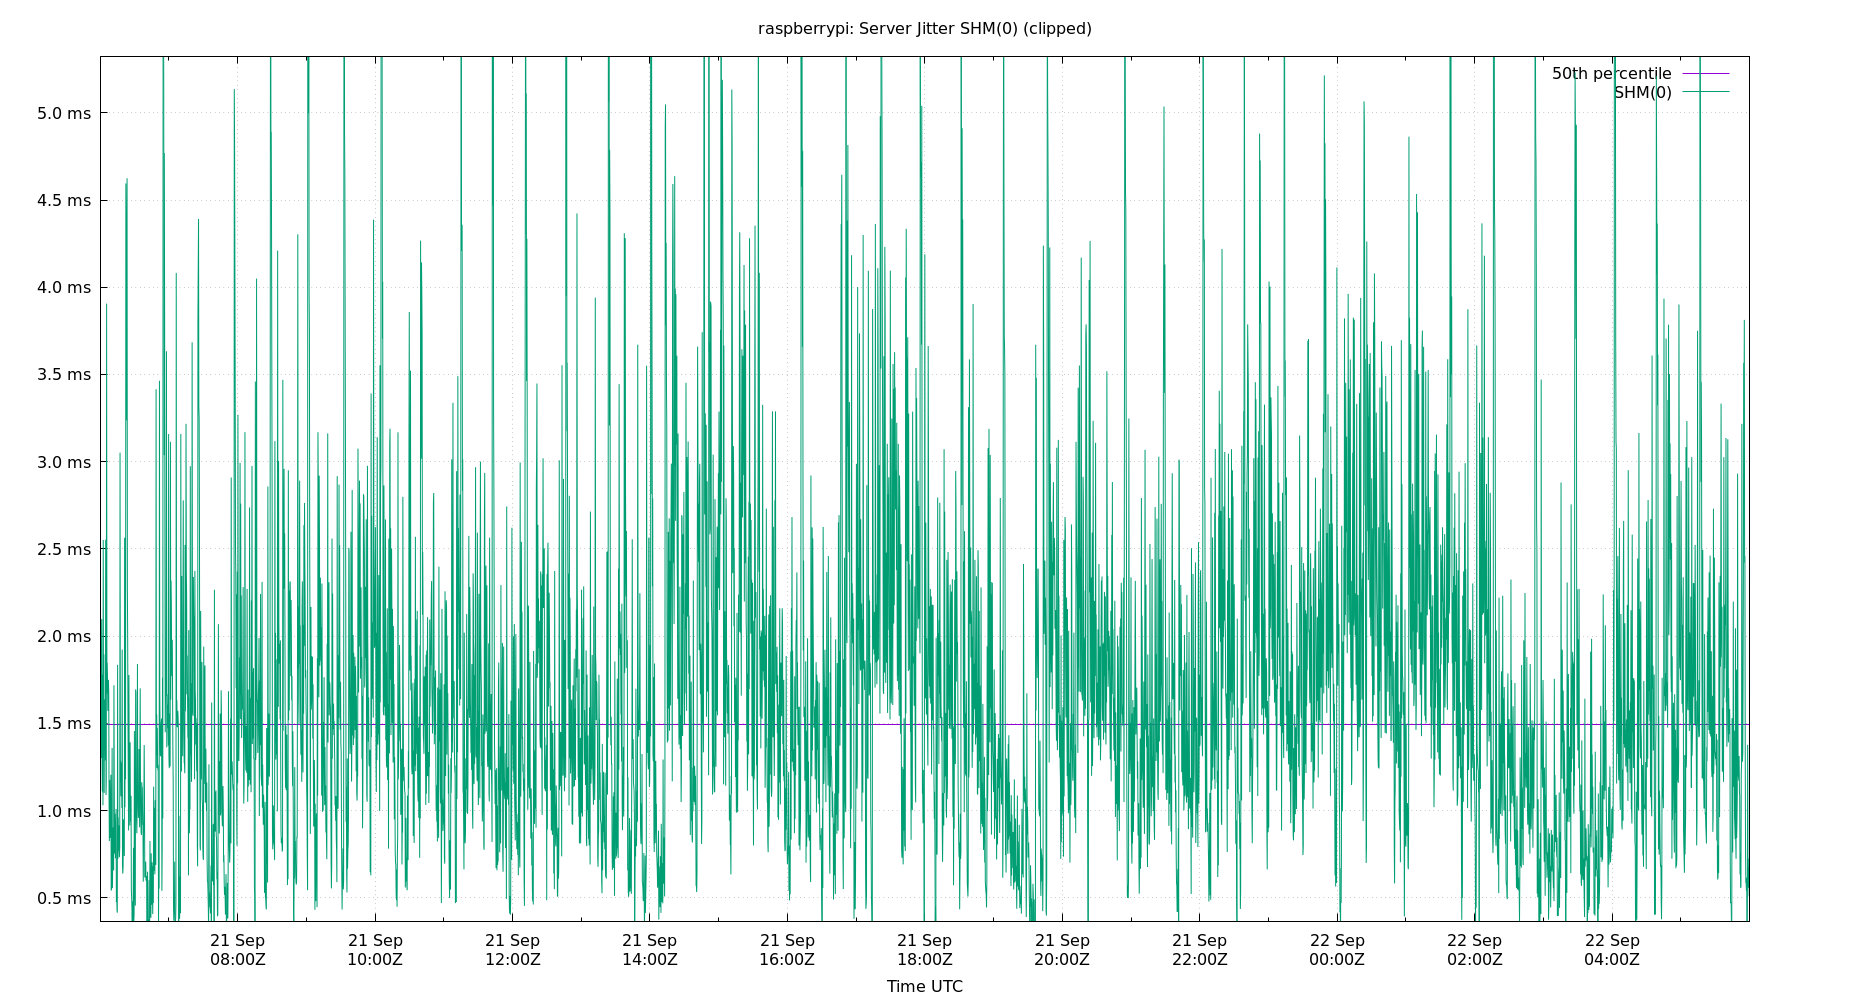 raspberrypi: Server Jitter SHM(0) (clipped)
50th percentile
SHM(0)
5.0 ms
4.5 ms
4.0 ms
3.5 ms
3.0 ms
2.5 ms
2.0 ms
1.5 ms
1.0 ms
0.5 ms
21 Sep 21 Sep 21 Sep 21 Sep 21 Sep 21 Sep 21 Sep 21 Sep 22 Sep 22 Sep 22 Sep
08:00Z 10:00Z 12:00Z 14:00Z 16:00Z 18:00Z 20:00Z 22:00Z 00:00Z 02:00Z 04:00Z
Time UTC